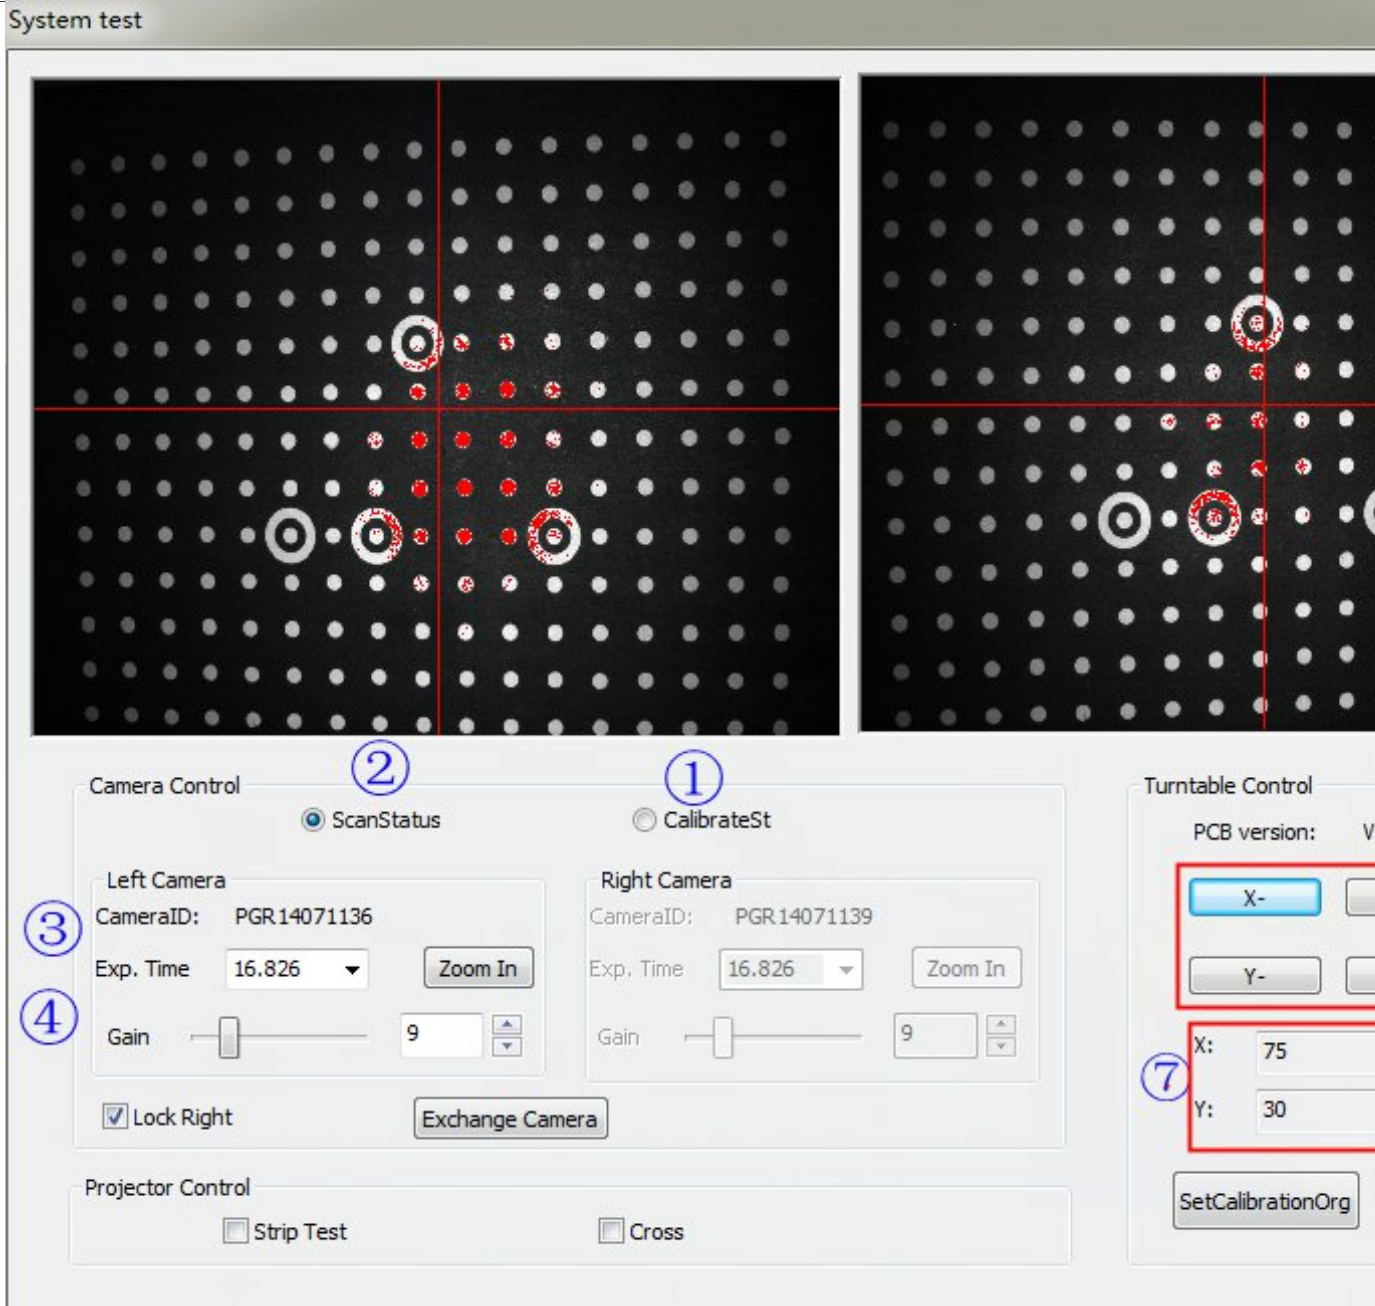 System test
② ①
Camera Control
ScanStatus CalibrateSt
Left Camera
③ CameraID: PGR14071136
Exp. Time 16.826 Zoom In
④ Gain 9
Right Camera
CameraID: PGR14071139
Exp. Time 16.826 Zoom In
Gain 9
Lock Right Exchange Camera
Projector Control
Strip Test Cross
Turntable Control
PCB version: V
X-
Y-
⑦ X: 75
Y: 30
SetCalibrationOrg